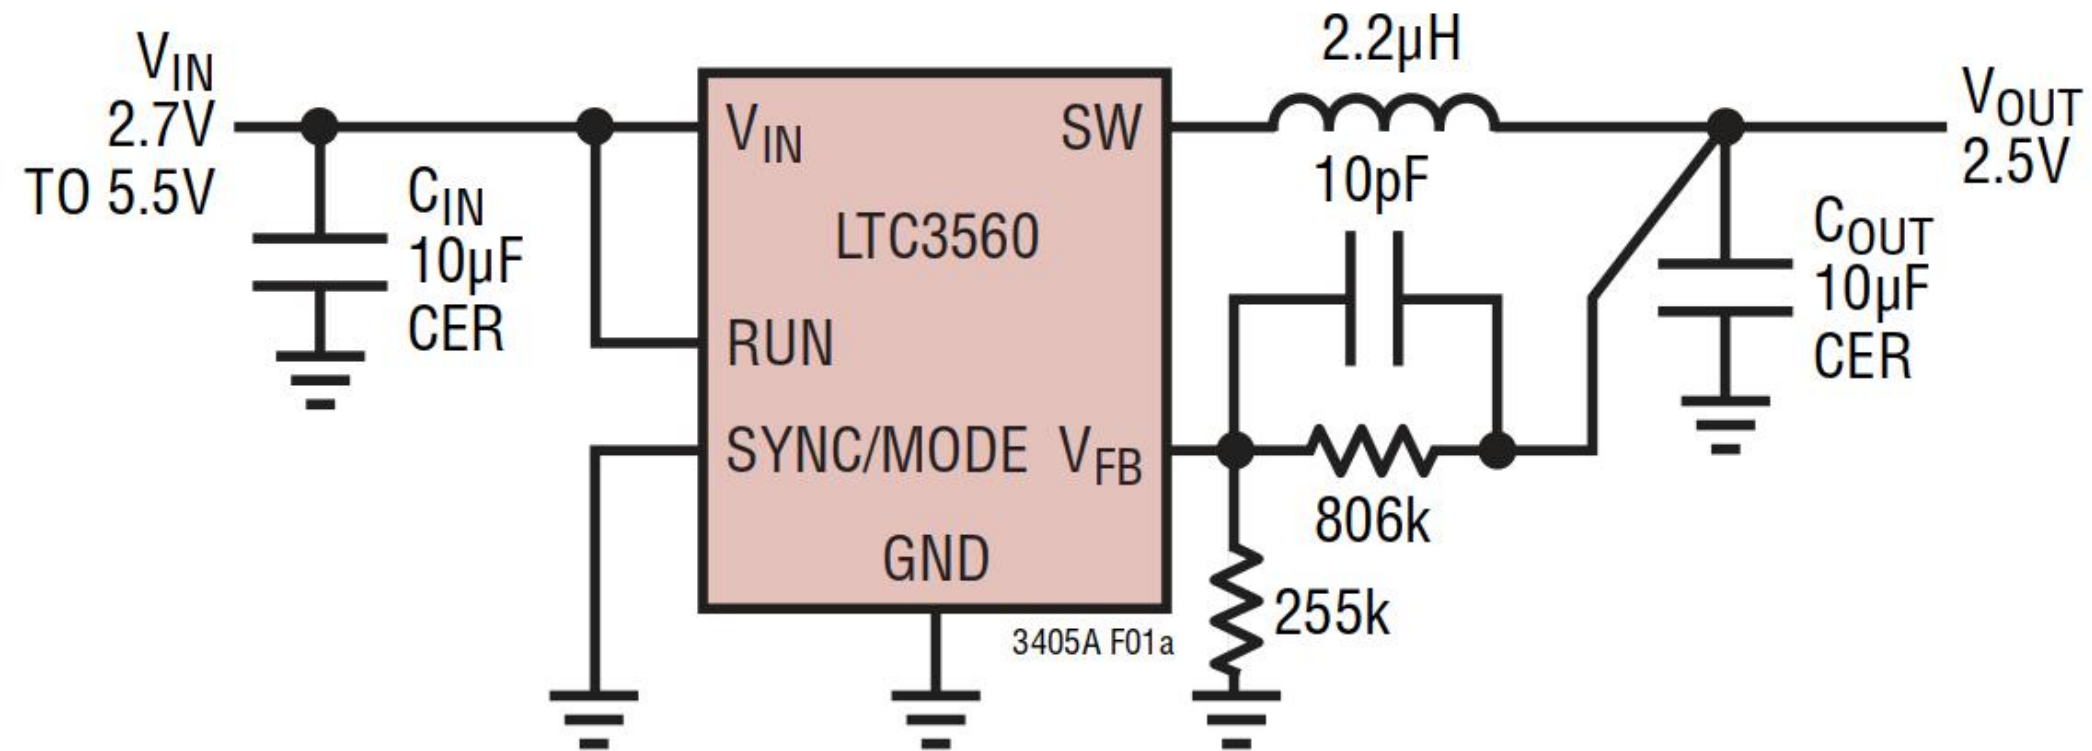 VIN
2.7V
TO 5.5V
CIN
10µF
CER
VIN
SW
LTC3560
RUN
SYNC/MODE
VFB
GND
3405A F01a
2.2µH
10pF
806k
255k
VOUT
2.5V
COUT
10µF
CER